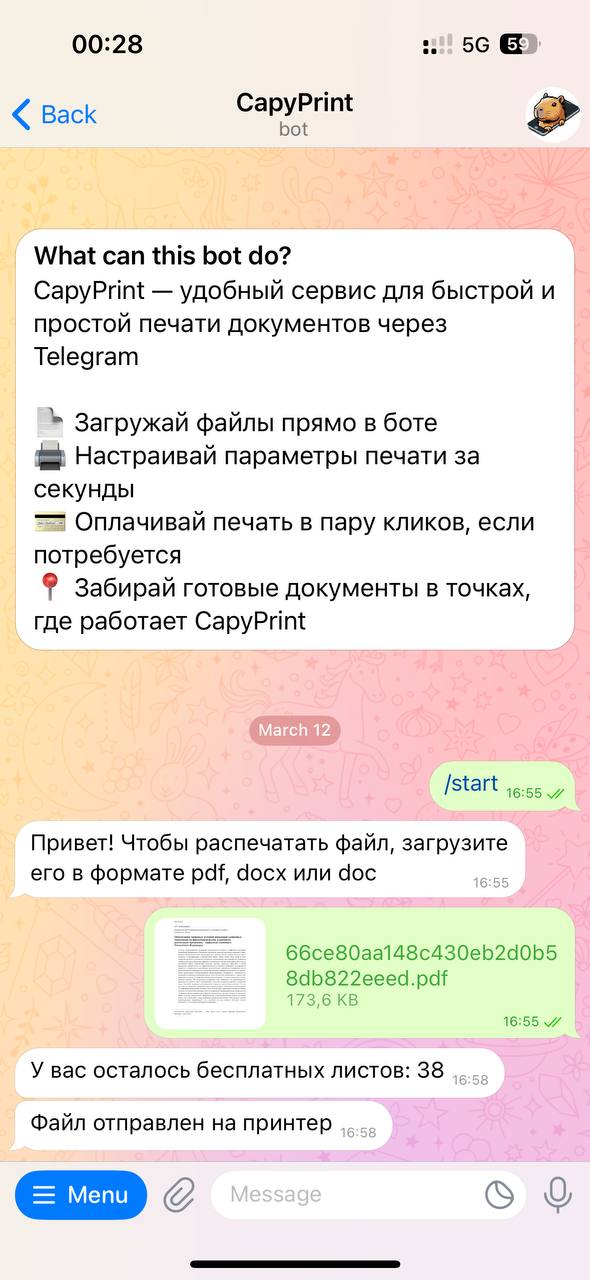 00:28
5G 59
Back
CapyPrint
bot
What can this bot do?
CapyPrint — удобный сервис для быстрой и
простой печати документов через
Telegram
Загружай файлы прямо в боте
Настраивай параметры печати за
секунды
Оплачивай печать в пару кликов, если
потребуется
Забирай готовые документы в точках,
где работает CapyPrint
March 12
/start 16:55
Привет! Чтобы распечатать файл, загрузите
его в формате pdf, docx или doc
16:55
66ce80aa148c430eb2d0b5
8db822eeed.pdf
173,6 KB
16:55
У вас осталось бесплатных листов: 38 16:58
Файл отправлен на принтер 16:58
Menu
Message